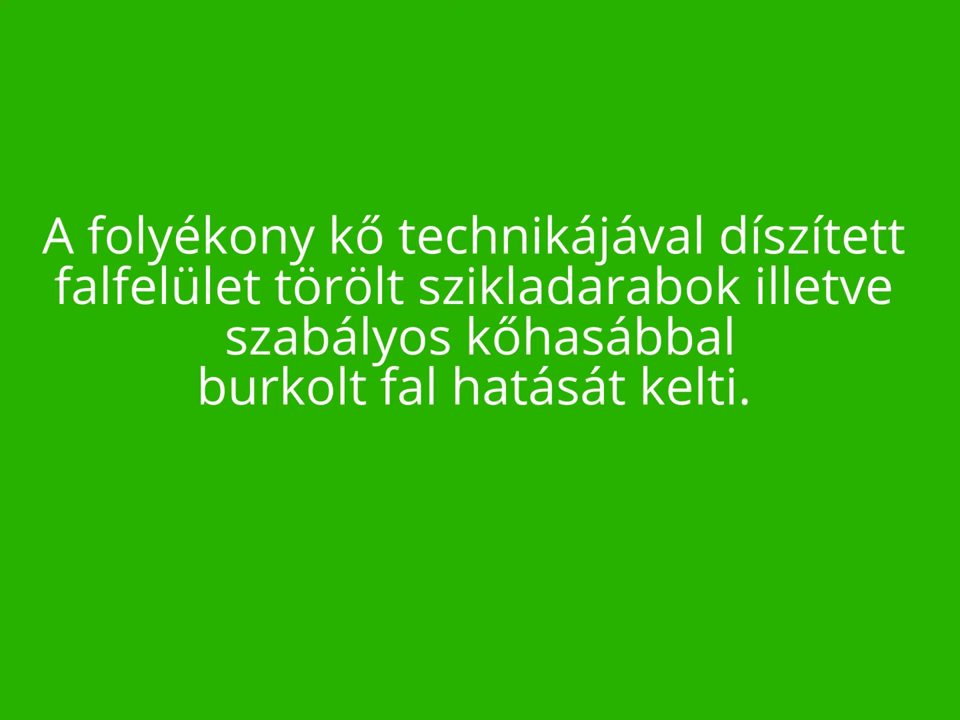 A folyékony kő technikájával díszített
falfelület törölt szikladarabok illetve
szabályos kőhasábbal
burkolt fal hatását kelti.